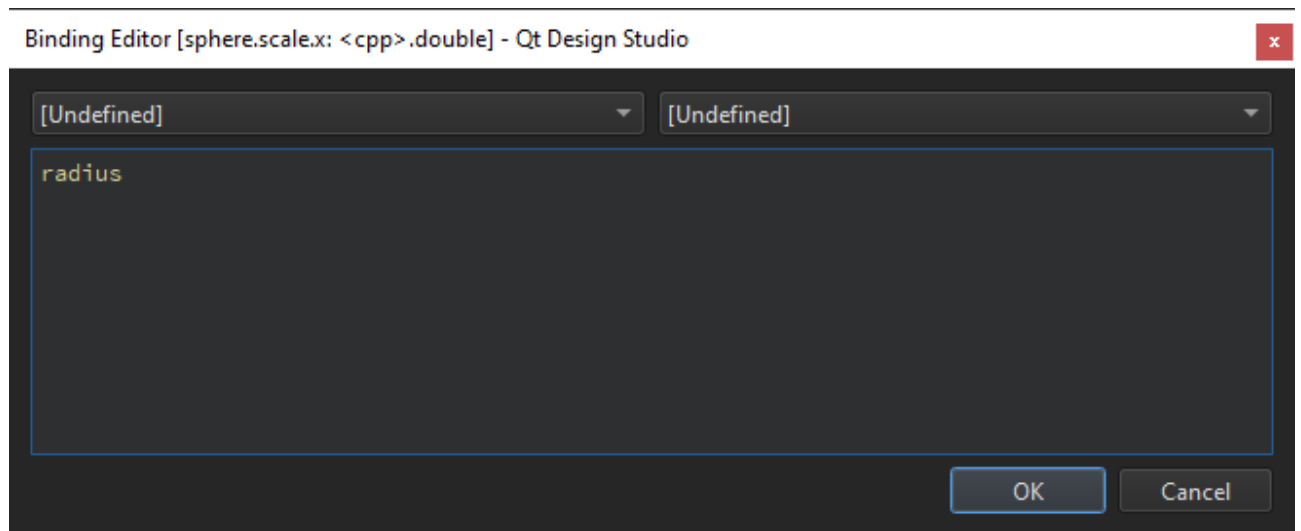 Binding Editor [sphere.scale.x: <cpp>.double] - Qt Design Studio
x
[Undefined] [Undefined]
radius
OK Cancel